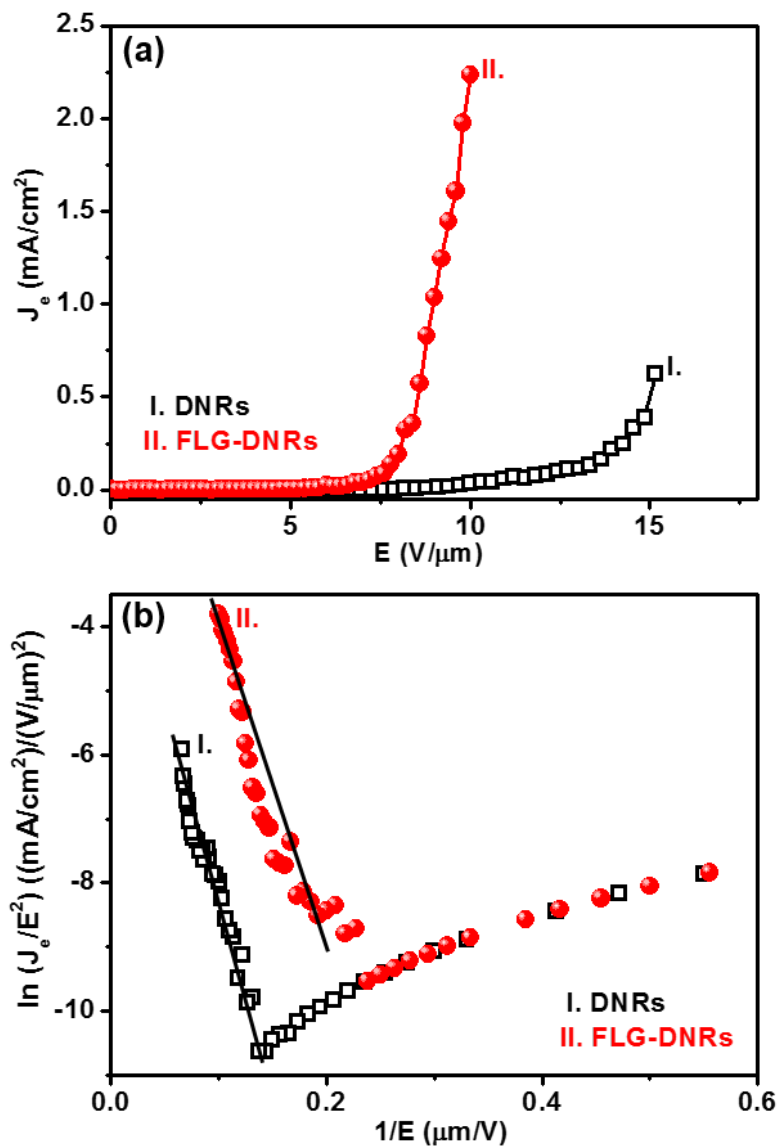 (a)
2.5
2.0
1.5
1.0
0.5
0.0
J_e (mA/cm²)
II.
I.
I. DNRs
II. FLG-DNRs
0
5
10
15
E (V/μm)
(b)
-4
-6
-8
-10
ln (J_e/E²) ((mA/cm²)/(V/μm)²)
II.
I.
I. DNRs
II. FLG-DNRs
0.0
0.2
0.4
0.6
1/E (μm/V)